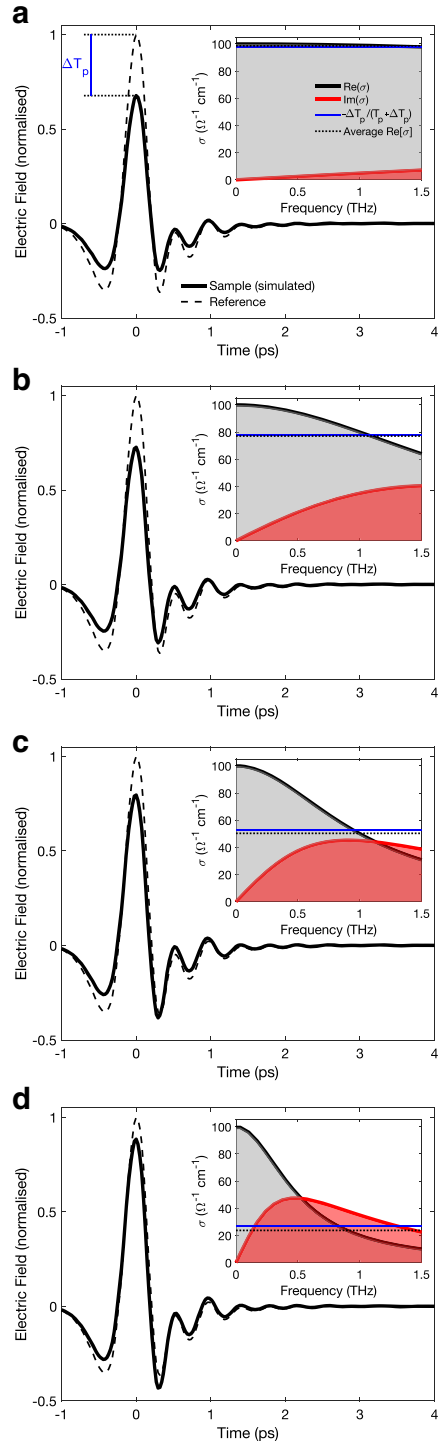 a
1
ΔTp
0.5
0
-0.5
Electric Field (normalised)
-1 0 1 2 3 4
Time (ps)
Sample (simulated)
Reference
100
80
60
40
20
0
σ (Ω-1 cm-1)
Re(σ)
Im(σ)
-ΔTp/(Tp+ΔTp)
Average Re[σ]
0 0.5 1 1.5
Frequency (THz)
b
1
0.5
0
-0.5
Electric Field (normalised)
-1 0 1 2 3 4
Time (ps)
100
80
60
40
20
0
σ (Ω-1 cm-1)
0 0.5 1 1.5
Frequency (THz)
c
1
0.5
0
-0.5
Electric Field (normalised)
-1 0 1 2 3 4
Time (ps)
100
80
60
40
20
0
σ (Ω-1 cm-1)
0 0.5 1 1.5
Frequency (THz)
d
1
0.5
0
-0.5
Electric Field (normalised)
-1 0 1 2 3 4
Time (ps)
100
80
60
40
20
0
σ (Ω-1 cm-1)
0 0.5 1 1.5
Frequency (THz)